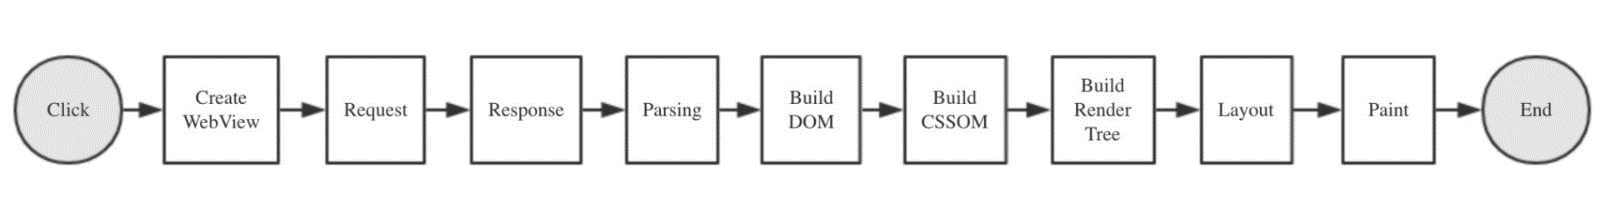 Click
Create
WebView
Request
Response
Parsing
Build
DOM
Build
CSSOM
Build
Render
Tree
Layout
Paint
End